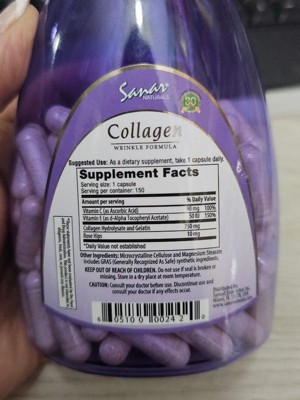 Sanar
NATURALS
30
Collagen
WRINKLE FORMULA
Suggested Use: As a dietary supplement, take 1 capsule daily.
Supplement Facts
Serving size: 1 capsule
Serving per container: 150
Amount per serving % Daily Value
Vitamin C (as Ascorbic Acid) 90 mg 100%
Vitamin E (as d-Alpha Tocopheryl Acetate) 50 IU 150%
Collagen Hydrolysate and Gelatin 750 mg
Rose Hips 10 mg
*Daily Value not established
Other Ingredients: Microcrystalline Cellulose and Magnesium Stearate
Includes GRAS (Generally Recognized As Safe) synthetic ingredients.
KEEP OUT OF REACH OF CHILDREN. Do not use if seal is broken or
missing. Store in a dry place at room temperature.
CAUTION: Consult your doctor before use. Discontinue use and
consult your doctor if any effects occur.
Distributed by: